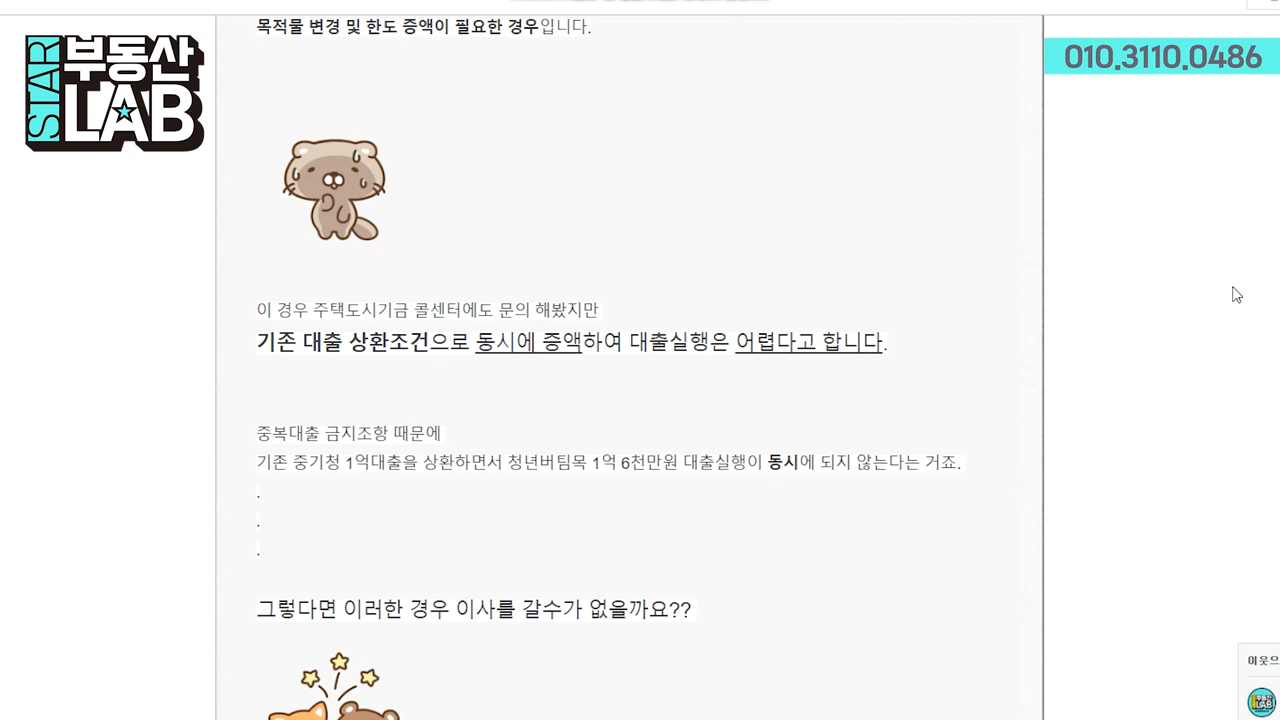 목적물 변경 및 한도 증액이 필요한 경우입니다.
STAR
부동산
LAB
010.3110.0486
이 경우 주택도시기금 콜센터에도 문의 해봤지만
기존 대출 상환조건으로 동시에 증액하여 대출실행은 어렵다고 합니다.
중복대출 금지조항 때문에
기존 중기청 1억대출을 상환하면서 청년버팀목 1억 6천만원 대출실행이 동시에 되지 않는다는 거죠.
.
.
.
그렇다면 이러한 경우 이사를 갈수가 없을까요??
이웃으
부동산
LAB